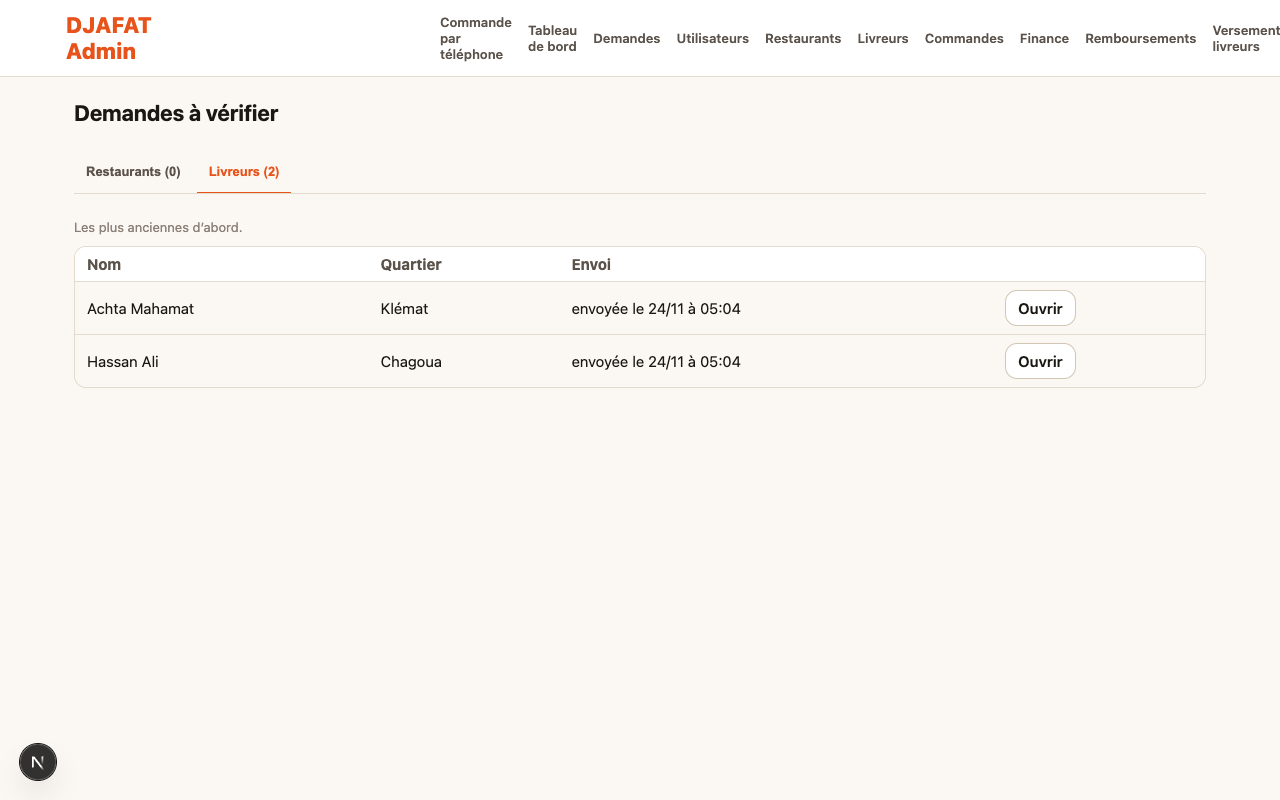 DJAFAT
Admin
Commande
par
téléphone
Tableau
de bord
Demandes
Utilisateurs
Restaurants
Livreurs
Commandes
Finance
Remboursements
Versement
livreurs
Demandes à vérifier
Restaurants (0)
Livreurs (2)
Les plus anciennes d’abord.
Nom Quartier Envoi
Achta Mahamat Klémat envoyée le 24/11 à 05:04 Ouvrir
Hassan Ali Chagoua envoyée le 24/11 à 05:04 Ouvrir
N